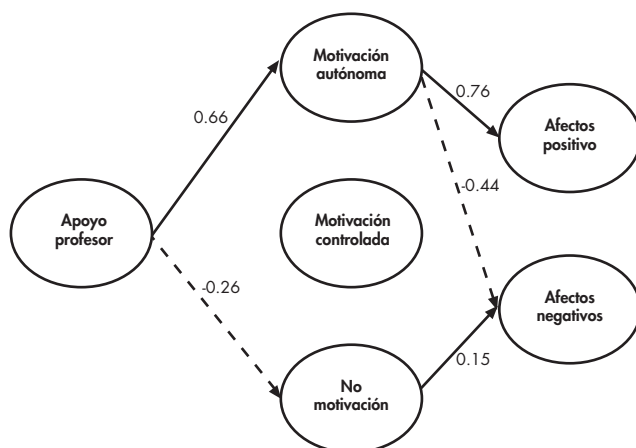 Motivación
autónoma
0.76
0.66
Afectos
positivo
-0.44
Apoyo
profesor
Motivación
controlada
-0.26
Afectos
negativos
0.15
No
motivación